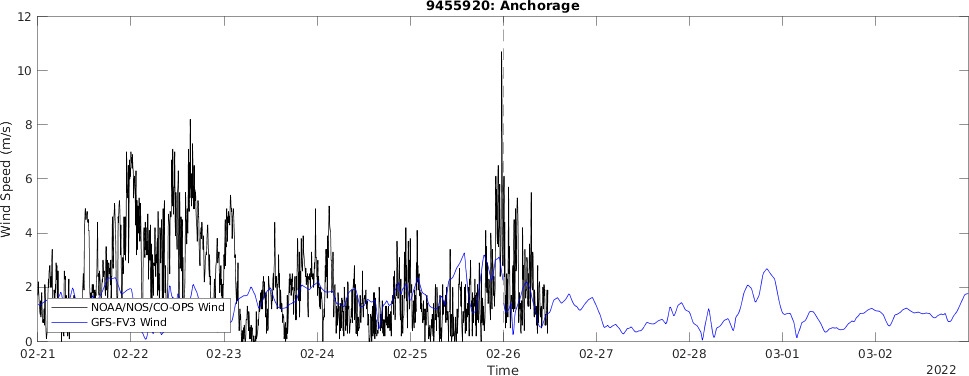 9455920: Anchorage
12
10
8
6
4
2
0
Wind Speed (m/s)
NOAA/NOS/CO-OPS Wind
GFS-FV3 Wind
02-21 02-22 02-23 02-24 02-25 02-26 02-27 02-28 03-01 03-02
Time
2022